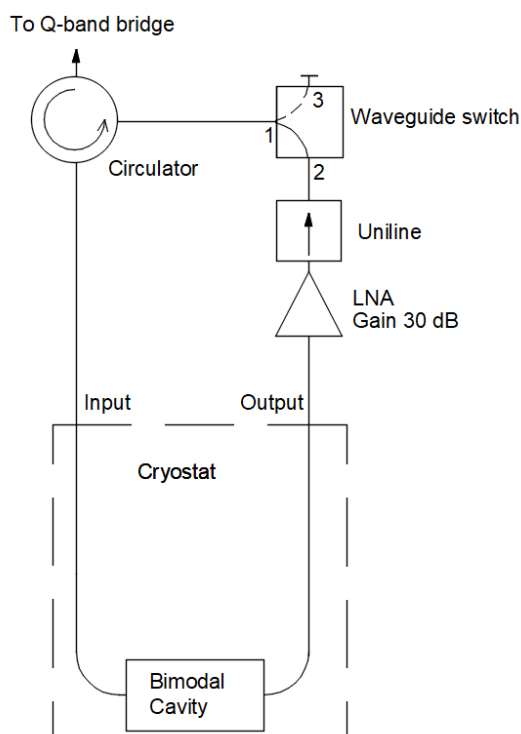 To Q-band bridge
3
Waveguide switch
1
Circulator
2
Uniline
LNA
Gain 30 dB
Input
Output
Cryostat
Bimodal
Cavity